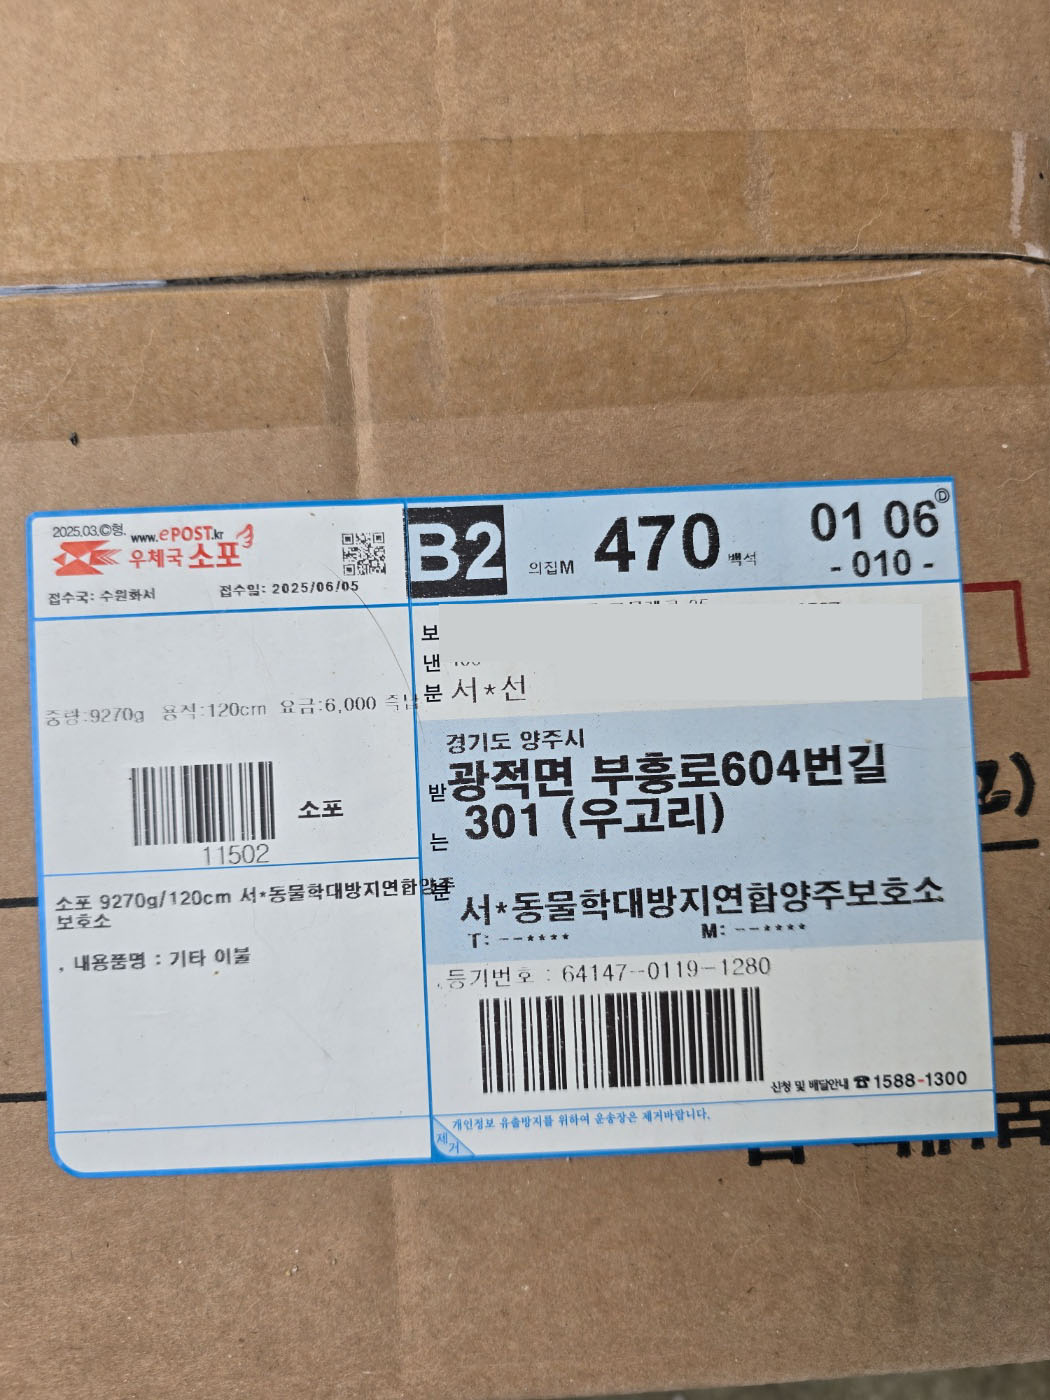 2025.03.©형.
www.ePOST.kr
우체국 소포
접수국: 수원화서
접수일: 2025/06/05
B2
의집M
470
백석
01 06
Ⓓ
- 010 -
중량:9270g 용적:120cm 요금:6,000
11502
소포
소포 9270g/120cm 서*동물학대방지연합양주
보호소
, 내용품명 : 기타 이불
보낸분
서*선
받는분
경기도 양주시
광적면 부흥로604번길
301 (우고리)
서*동물학대방지연합양주보호소
T: --****
M: --****
등기번호 : 64147--0119-1280
신청 및 배달안내 ☎1588-1300
개인정보 유출방지를 위하여 운송장은 제거바랍니다.
제거